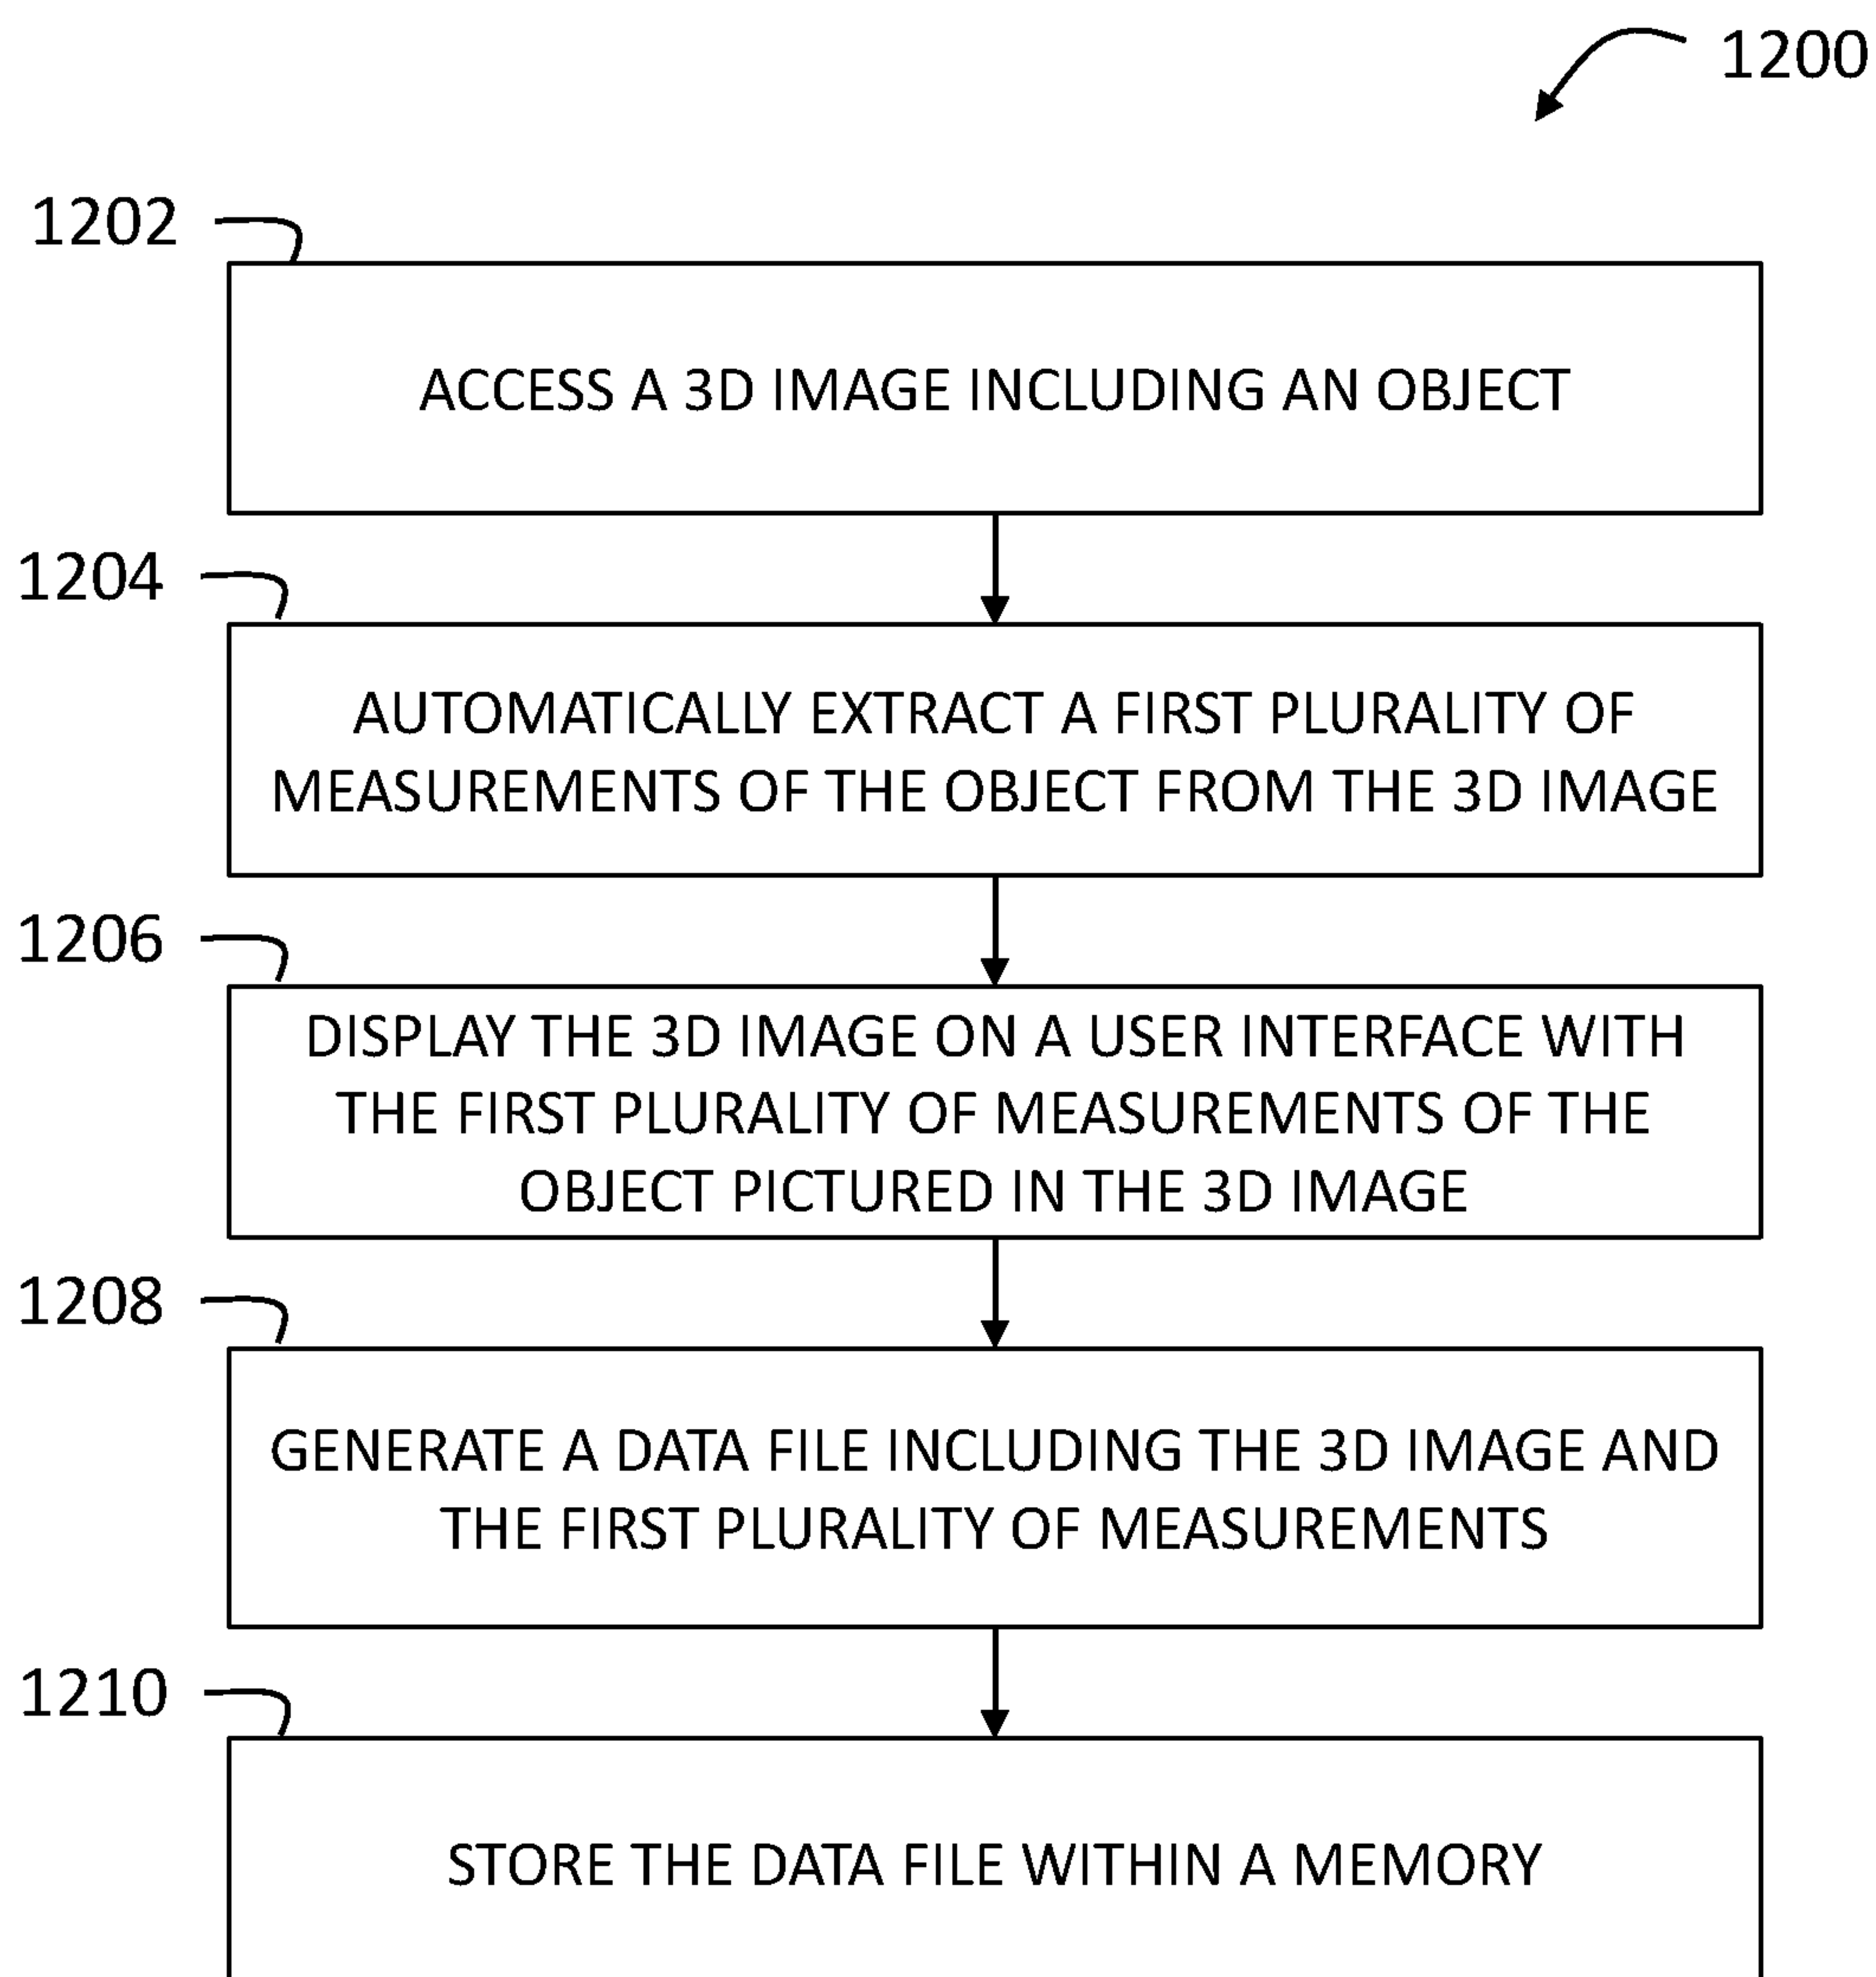 1200
1202
ACCESS A 3D IMAGE INCLUDING AN OBJECT
1204
AUTOMATICALLY EXTRACT A FIRST PLURALITY OF
MEASUREMENTS OF THE OBJECT FROM THE 3D IMAGE
1206
DISPLAY THE 3D IMAGE ON A USER INTERFACE WITH
THE FIRST PLURALITY OF MEASUREMENTS OF THE
OBJECT PICTURED IN THE 3D IMAGE
1208
GENERATE A DATA FILE INCLUDING THE 3D IMAGE AND
THE FIRST PLURALITY OF MEASUREMENTS
1210
STORE THE DATA FILE WITHIN A MEMORY